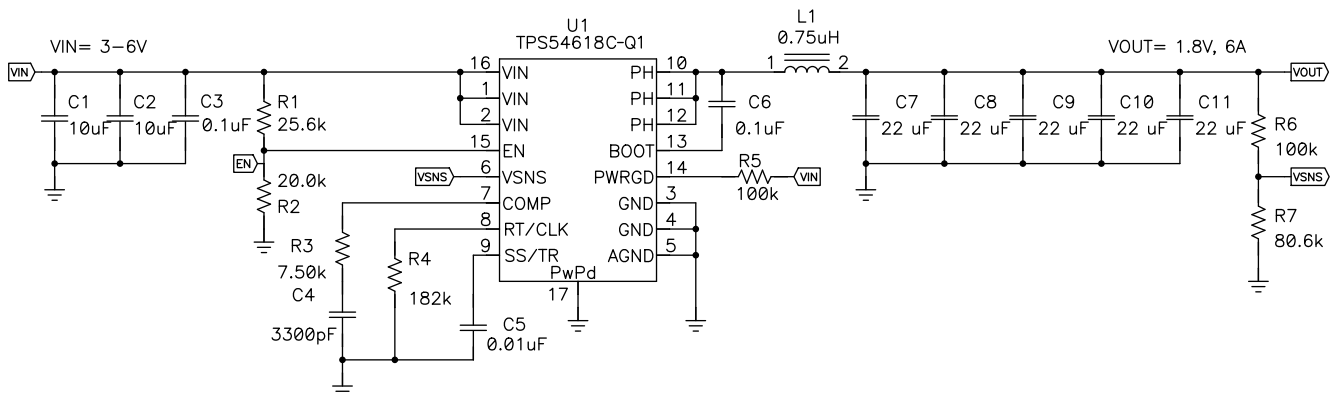 VIN= 3-6V
U1
TPS54618C-Q1
L1
0.75uH
VOUT= 1.8V, 6A
VIN
16 VIN
1 VIN
2 VIN
15 EN
6 VSNS
7 COMP
8 RT/CLK
9 SS/TR
PwPd
17
PH 10
PH 11
PH 12
BOOT 13
PWRGD 14
GND 3
GND 4
AGND 5
1 2
VOUT
C1
10uF
C2
10uF
C3
0.1uF
R1
25.6k
EN
20.0k
R2
VSNS
R3
7.50k
C4
3300pF
R4
182k
C5
0.01uF
C6
0.1uF
R5
100k
VIN
C7
22 uF
C8
22 uF
C9
22 uF
C10
22 uF
C11
22 uF
R6
100k
VSNS
R7
80.6k